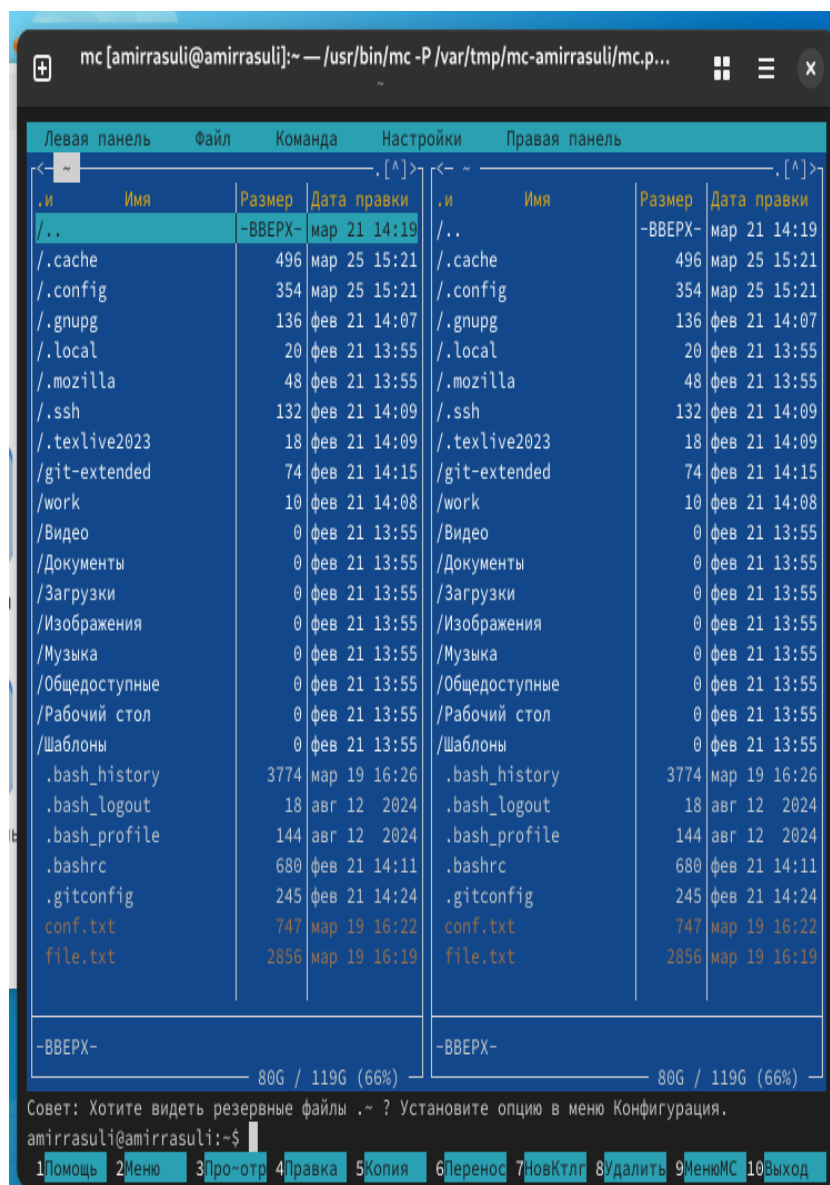 mc [amirrasuli@amirrasuli]:~ — /usr/bin/mc -P /var/tmp/mc-amirrasuli/mc.p...
~
Левая панель Файл Команда Настройки Правая панель
<— ~ .[^]> <— ~ .[^]>
.и Имя Размер Дата правки .и Имя Размер Дата правки
/.. -ВВЕРХ- мар 21 14:19 /.. -ВВЕРХ- мар 21 14:19
/.cache 496 мар 25 15:21 /.cache 496 мар 25 15:21
/.config 354 мар 25 15:21 /.config 354 мар 25 15:21
/.gnupg 136 фев 21 14:07 /.gnupg 136 фев 21 14:07
/.local 20 фев 21 13:55 /.local 20 фев 21 13:55
/.mozilla 48 фев 21 13:55 /.mozilla 48 фев 21 13:55
/.ssh 132 фев 21 14:09 /.ssh 132 фев 21 14:09
/.texlive2023 18 фев 21 14:09 /.texlive2023 18 фев 21 14:09
/git-extended 74 фев 21 14:15 /git-extended 74 фев 21 14:15
/work 10 фев 21 14:08 /work 10 фев 21 14:08
/Видео 0 фев 21 13:55 /Видео 0 фев 21 13:55
/Документы 0 фев 21 13:55 /Документы 0 фев 21 13:55
/Загрузки 0 фев 21 13:55 /Загрузки 0 фев 21 13:55
/Изображения 0 фев 21 13:55 /Изображения 0 фев 21 13:55
/Музыка 0 фев 21 13:55 /Музыка 0 фев 21 13:55
/Общедоступные 0 фев 21 13:55 /Общедоступные 0 фев 21 13:55
/Рабочий стол 0 фев 21 13:55 /Рабочий стол 0 фев 21 13:55
/Шаблоны 0 фев 21 13:55 /Шаблоны 0 фев 21 13:55
.bash_history 3774 мар 19 16:26 .bash_history 3774 мар 19 16:26
.bash_logout 18 авг 12 2024 .bash_logout 18 авг 12 2024
.bash_profile 144 авг 12 2024 .bash_profile 144 авг 12 2024
.bashrc 680 фев 21 14:11 .bashrc 680 фев 21 14:11
.gitconfig 245 фев 21 14:24 .gitconfig 245 фев 21 14:24
conf.txt 747 мар 19 16:22 conf.txt 747 мар 19 16:22
file.txt 2856 мар 19 16:19 file.txt 2856 мар 19 16:19
-ВВЕРХ- -ВВЕРХ-
80G / 119G (66%) 80G / 119G (66%)
Совет: Хотите видеть резервные файлы .~ ? Установите опцию в меню Конфигурация.
amirrasuli@amirrasuli:~$
1Помощь 2Меню 3Про~отр 4Правка 5Копия 6Перенос 7НовКтлг 8Удалить 9МенюМС 10Выход